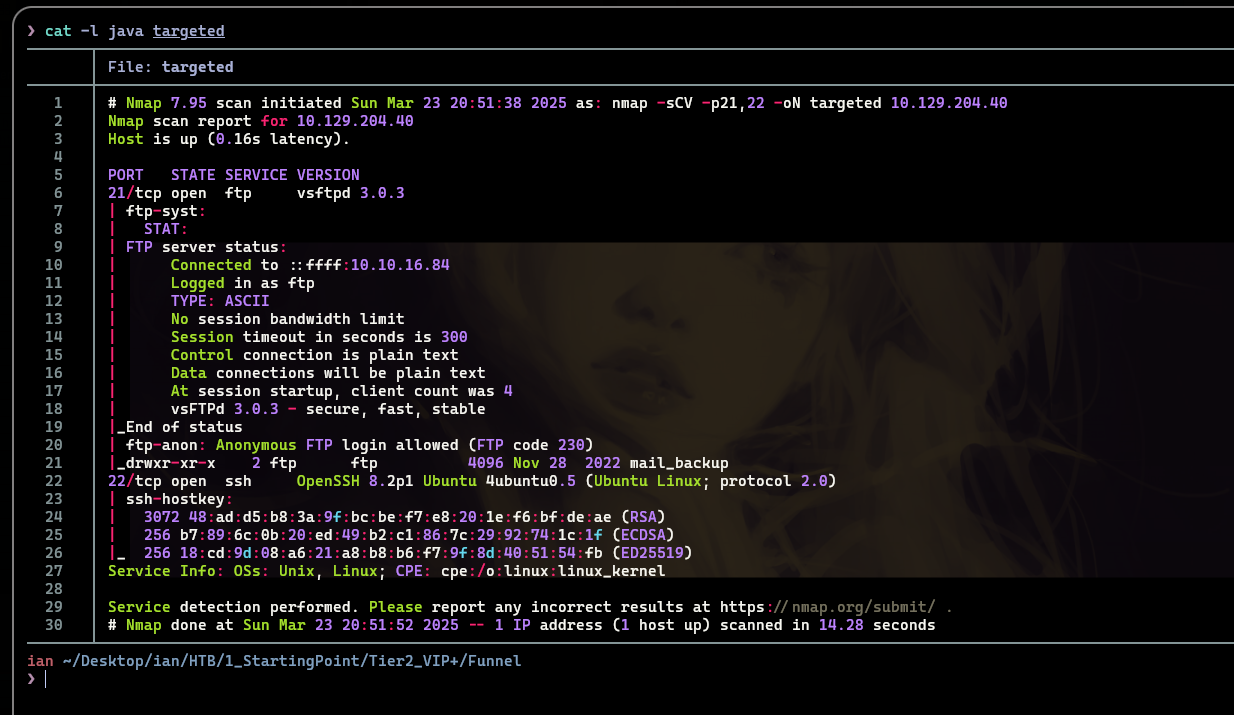 ❯ cat -l java targeted
File: targeted
1 # Nmap 7.95 scan initiated Sun Mar 23 20:51:38 2025 as: nmap -sCV -p21,22 -oN targeted 10.129.204.40
2 Nmap scan report for 10.129.204.40
3 Host is up (0.16s latency).
4
5 PORT   STATE SERVICE VERSION
6 21/tcp open  ftp     vsftpd 3.0.3
7 | ftp-syst:
8 |   STAT:
9 | FTP server status:
10 |      Connected to ::ffff:10.10.16.84
11 |      Logged in as ftp
12 |      TYPE: ASCII
13 |      No session bandwidth limit
14 |      Session timeout in seconds is 300
15 |      Control connection is plain text
16 |      Data connections will be plain text
17 |      At session startup, client count was 4
18 |      vsFTPd 3.0.3 - secure, fast, stable
19 |_End of status
20 | ftp-anon: Anonymous FTP login allowed (FTP code 230)
21 |_drwxr-xr-x    2 ftp      ftp          4096 Nov 28  2022 mail_backup
22 22/tcp open  ssh     OpenSSH 8.2p1 Ubuntu 4ubuntu0.5 (Ubuntu Linux; protocol 2.0)
23 | ssh-hostkey:
24 |   3072 48:ad:d5:b8:3a:9f:bc:be:f7:e8:20:1e:f6:bf:de:ae (RSA)
25 |   256 b7:89:6c:0b:20:ed:49:b2:c1:86:7c:29:92:74:1c:1f (ECDSA)
26 |_  256 18:cd:9d:08:a6:21:a8:b8:b6:f7:9f:8d:40:51:54:fb (ED25519)
27 Service Info: OSs: Unix, Linux; CPE: cpe:/o:linux:linux_kernel
28
29 Service detection performed. Please report any incorrect results at https://nmap.org/submit/ .
30 # Nmap done at Sun Mar 23 20:51:52 2025 -- 1 IP address (1 host up) scanned in 14.28 seconds
ian ~/Desktop/ian/HTB/1_StartingPoint/Tier2_VIP+/Funnel
❯